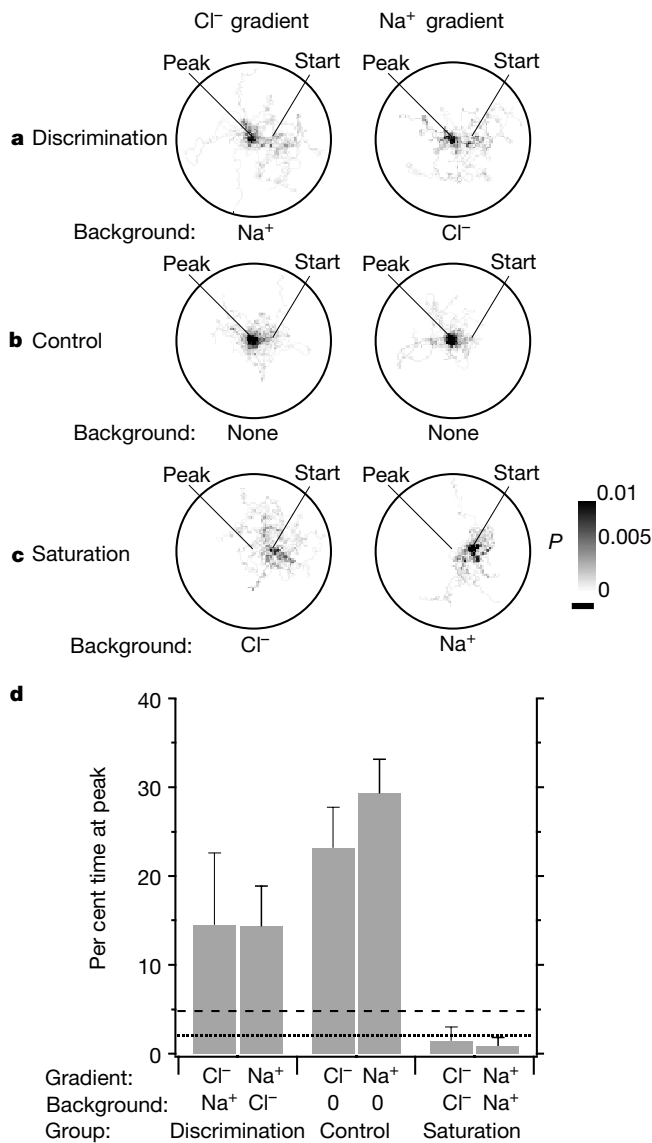 Cl⁻ gradient Na⁺ gradient
Peak Start Peak Start
a Discrimination
Background: Na⁺ Cl⁻
Peak Start Peak Start
b Control
Background: None None
Peak Start Peak Start
0.01
P 0.005
c Saturation
0
Background: Cl⁻ Na⁺
d
40
30
20
10
0
Per cent time at peak
Gradient: Cl⁻ Na⁺ Cl⁻ Na⁺ Cl⁻ Na⁺
Background: Na⁺ Cl⁻ 0 0 Cl⁻ Na⁺
Group: Discrimination Control Saturation